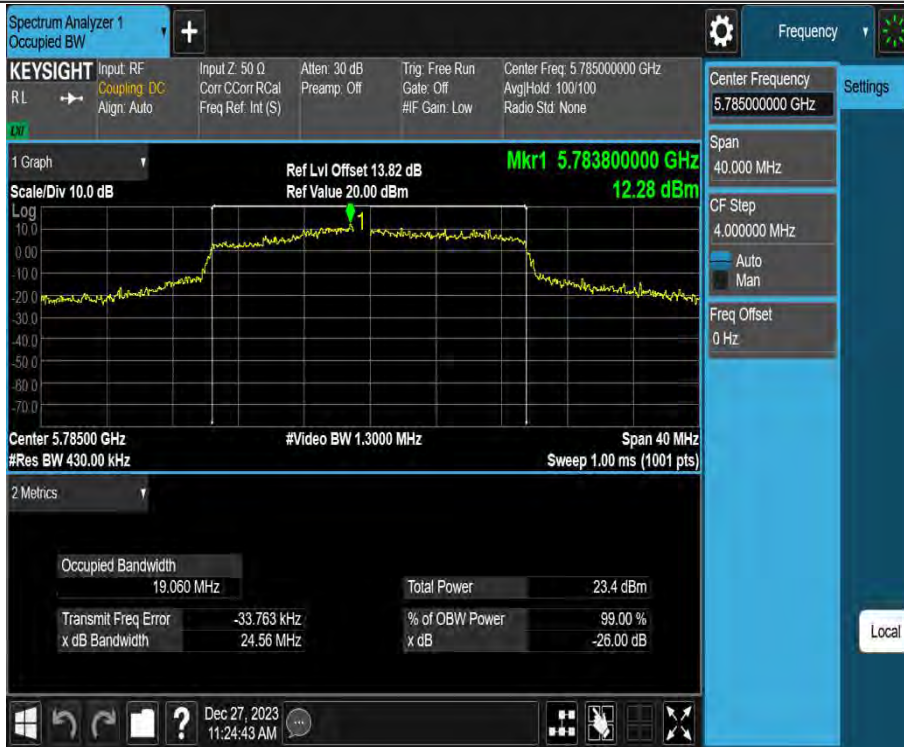 Spectrum Analyzer 1
Occupied BW
+
Frequency
KEYSIGHT
RL
Input: RF
Coupling: DC
Align: Auto
Input Z: 50 Ω
Corr CCorr RCal
Freq Ref: Int (S)
Atten: 30 dB
Preamp: Off
Trig: Free Run
Gate: Off
#IF Gain: Low
Center Freq: 5.785000000 GHz
Avg|Hold: 100/100
Radio Std: None
Center Frequency
5.785000000 GHz
Settings
Span
40.000 MHz
CF Step
4.000000 MHz
Auto
Man
Freq Offset
0 Hz
Local
1 Graph
Scale/Div 10.0 dB
Ref Lvl Offset 13.82 dB
Ref Value 20.00 dBm
Mkr1 5.783800000 GHz
12.28 dBm
Log
1
10.0
0.00
-10.0
-20.0
-30.0
-40.0
-50.0
-60.0
-70.0
Center 5.78500 GHz
#Video BW 1.3000 MHz
Span 40 MHz
#Res BW 430.00 kHz
Sweep 1.00 ms (1001 pts)
2 Metrics
Occupied Bandwidth
19.060 MHz
Total Power 23.4 dBm
Transmit Freq Error -33.763 kHz
% of OBW Power 99.00 %
x dB Bandwidth 24.56 MHz
x dB -26.00 dB
?
Dec 27, 2023
11:24:43 AM